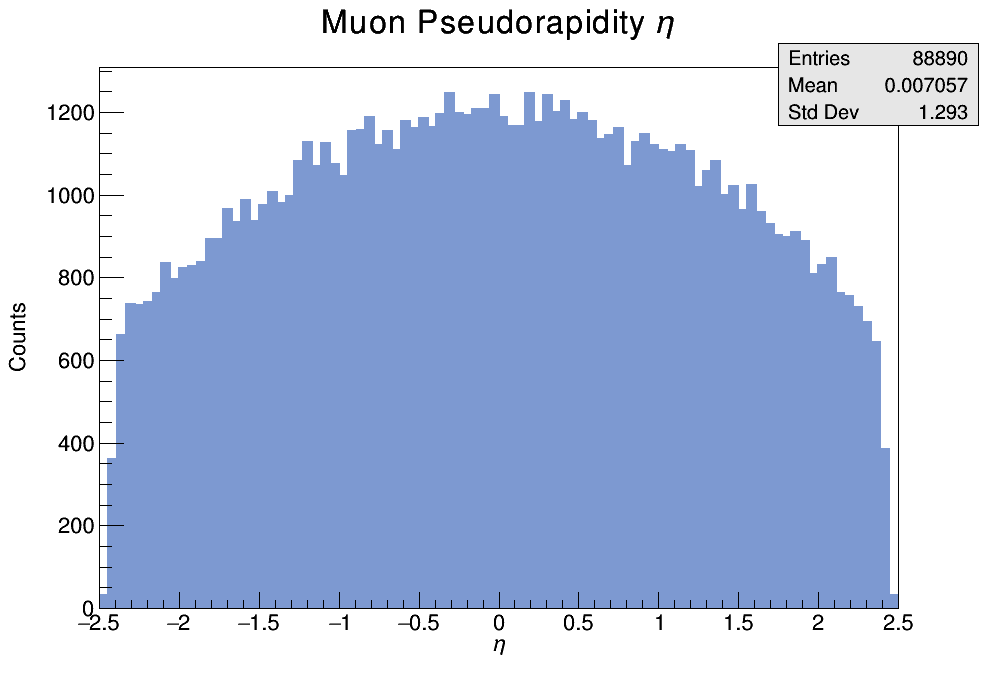 Muon Pseudorapidity η
Entries 88890
Mean 0.007057
Std Dev 1.293
Counts
1200
1000
800
600
400
200
0
−2.5 −2 −1.5 −1 −0.5 0 0.5 1 1.5 2 2.5
η